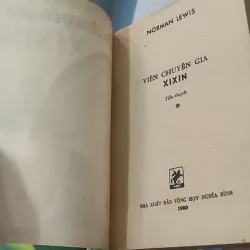 NORMAN LEWIS
VIÊN CHUYÊN GIA
XIXIN
Tiểu thuyết
NHÀ XUẤT BẢN TỔNG HỢP NGHĨA BÌNH
1988